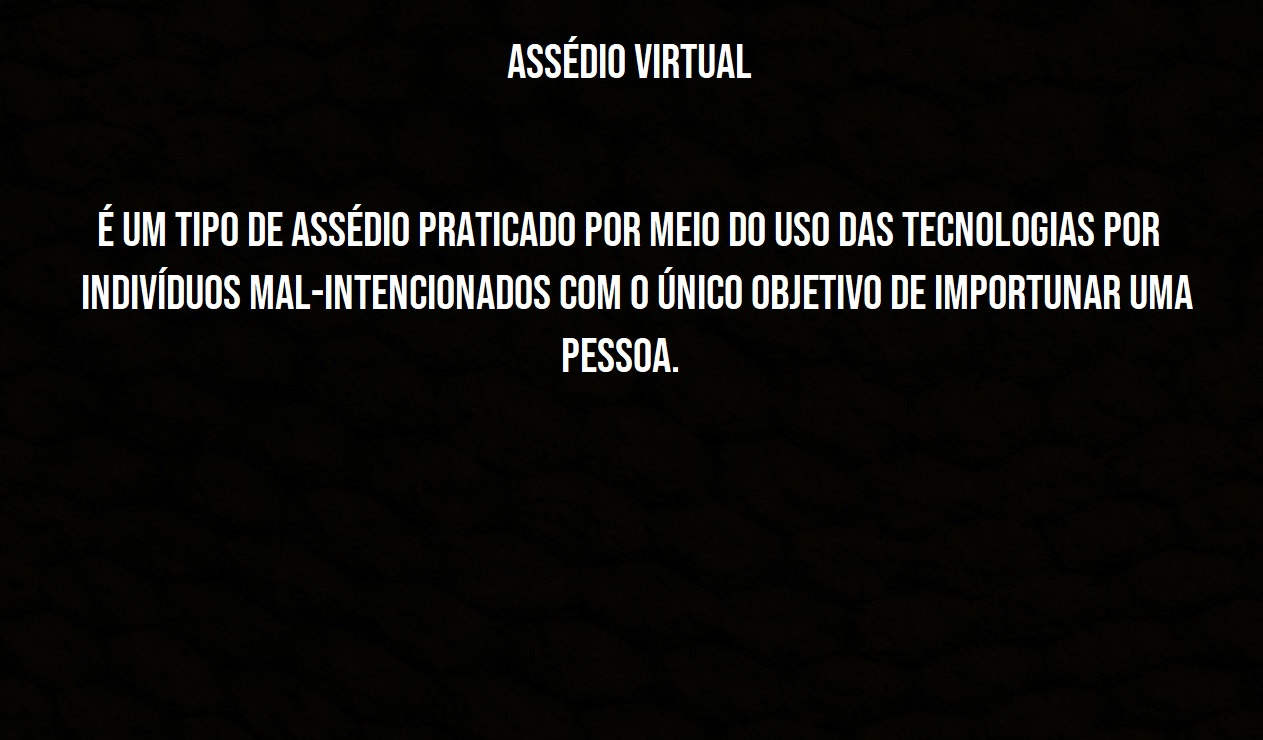 ASSÉDIO VIRTUAL
É UM TIPO DE ASSÉDIO PRATICADO POR MEIO DO USO DAS TECNOLOGIAS POR
INDIVÍDUOS MAL-INTENCIONADOS COM O ÚNICO OBJETIVO DE IMPORTUNAR UMA
PESSOA.